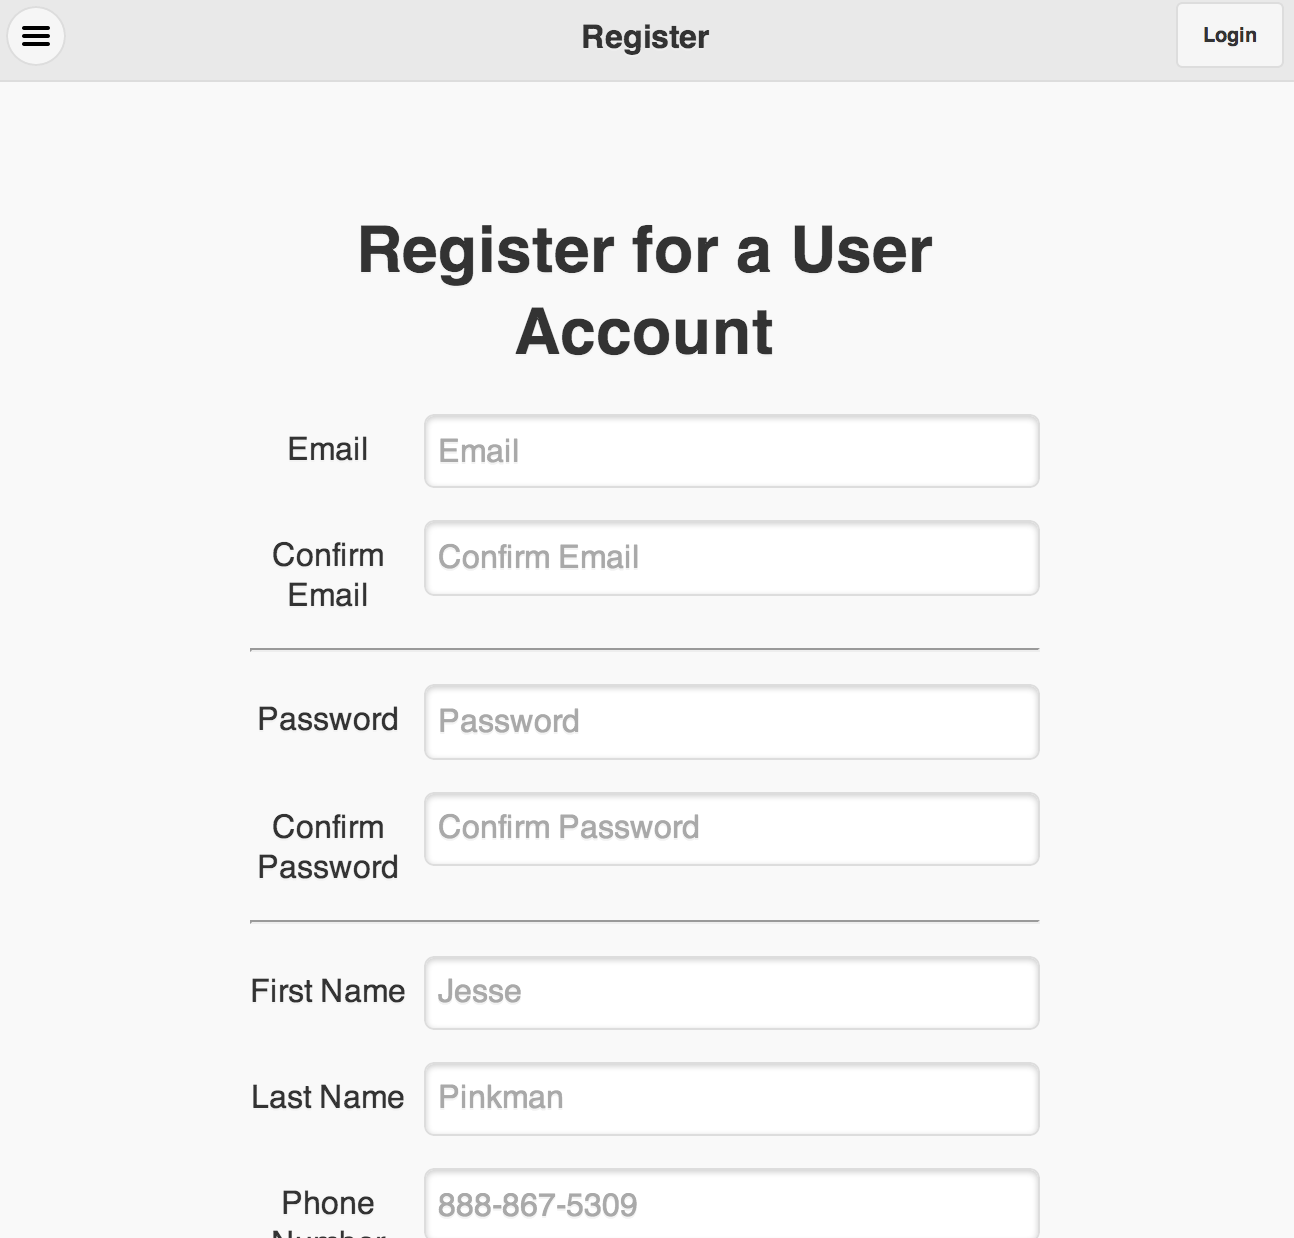 Register
Login
Register for a User
Account
Email
Email
Confirm
Email
Confirm Email
Password
Password
Confirm
Password
Confirm Password
First Name
Jesse
Last Name
Pinkman
Phone
Number
888-867-5309